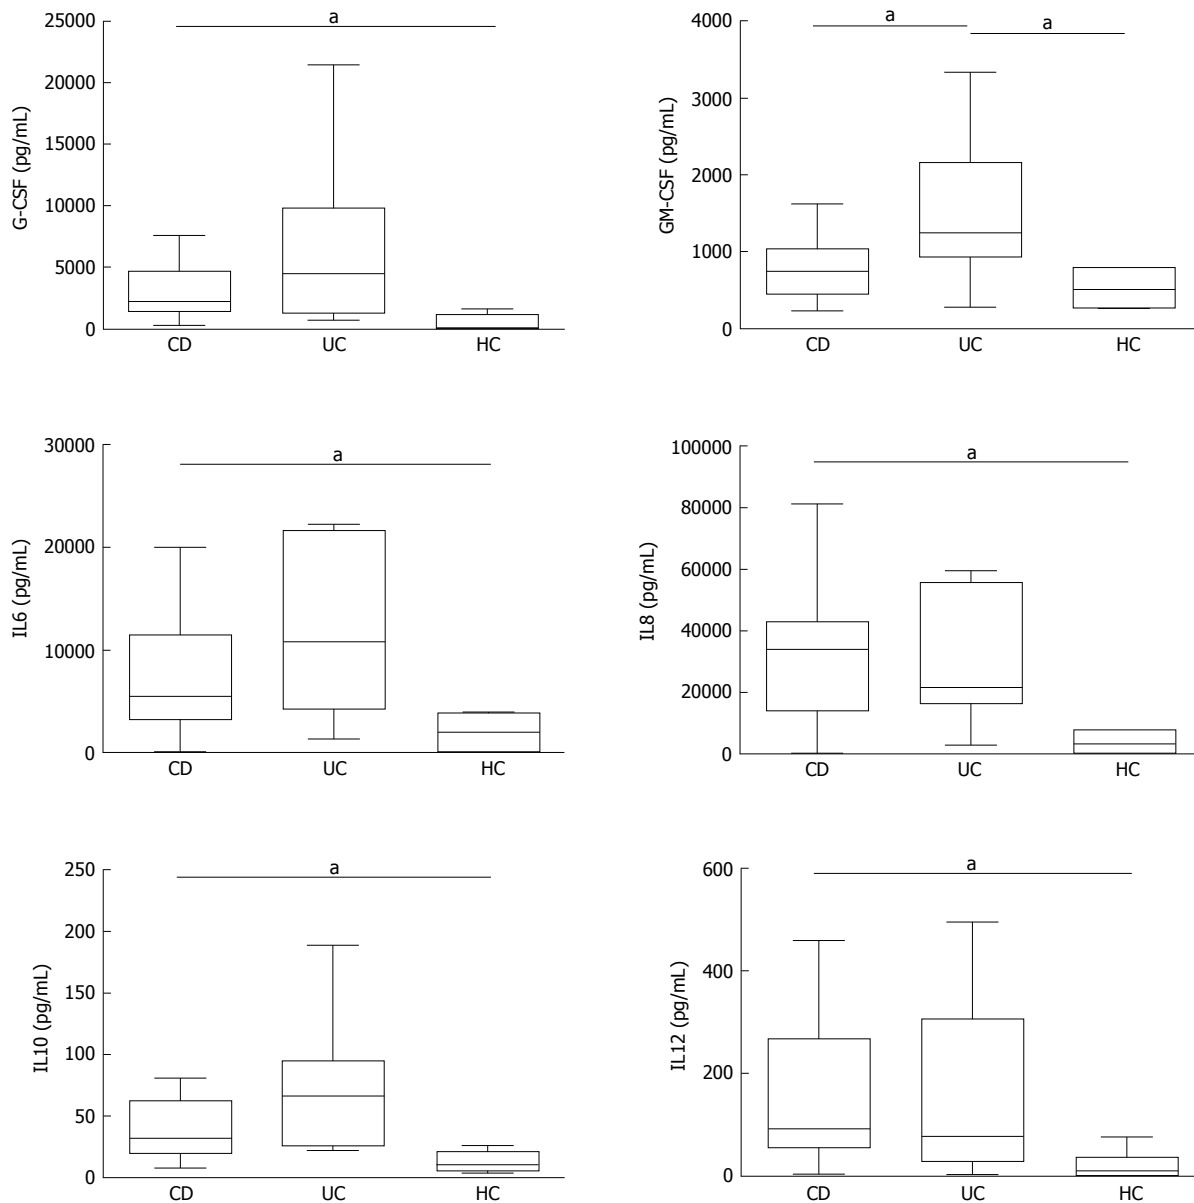 a
25000
20000
15000
10000
5000
0
G-CSF (pg/mL)
CD UC HC
a a
4000
3000
2000
1000
0
GM-CSF (pg/mL)
CD UC HC
a
30000
20000
10000
0
IL6 (pg/mL)
CD UC HC
a
100000
80000
60000
40000
20000
0
IL8 (pg/mL)
CD UC HC
a
250
200
150
100
50
0
IL10 (pg/mL)
CD UC HC
a
600
400
200
0
IL12 (pg/mL)
CD UC HC